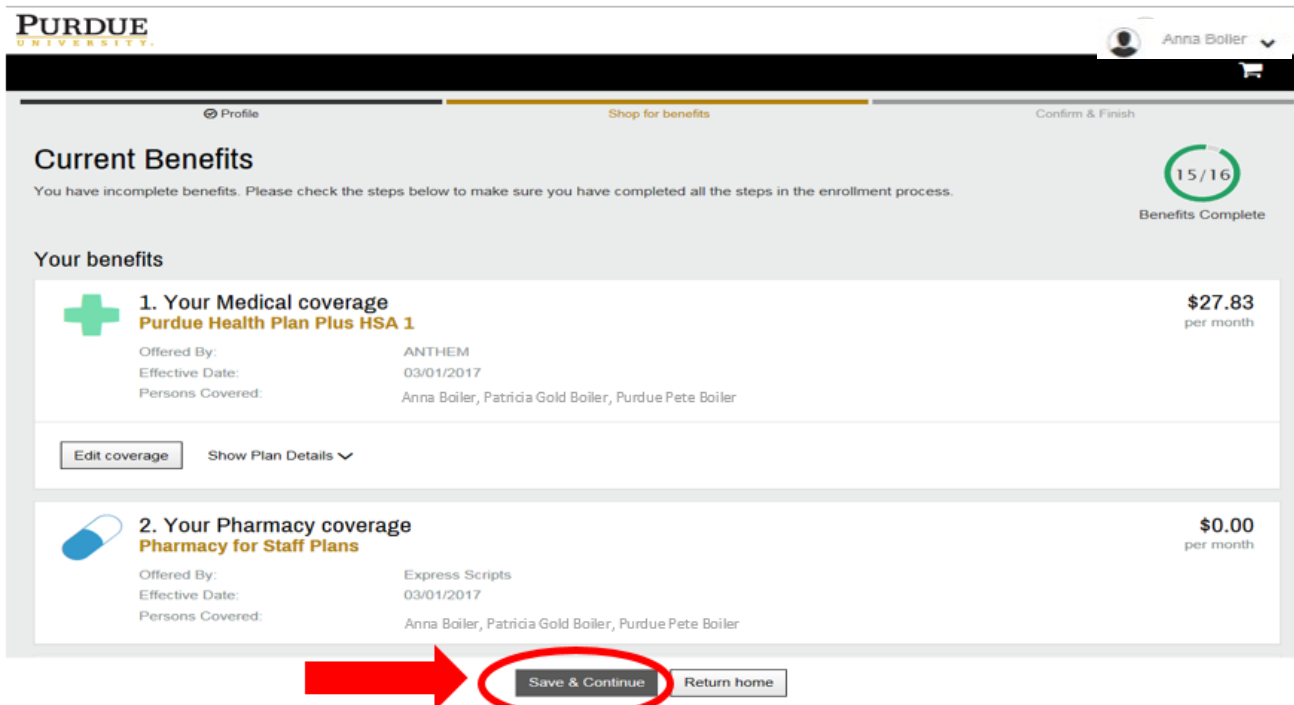 PURDUE
UNIVERSITY.
Anna Boiler
Profile
Shop for benefits
Confirm & Finish
Current Benefits
You have incomplete benefits. Please check the steps below to make sure you have completed all the steps in the enrollment process.
15/16
Benefits Complete
Your benefits
1. Your Medical coverage
$27.83
Purdue Health Plan Plus HSA 1
per month
Offered By: ANTHEM
Effective Date: 03/01/2017
Persons Covered: Anna Boiler, Patricia Gold Boiler, Purdue Pete Boiler
Edit coverage Show Plan Details
2. Your Pharmacy coverage
$0.00
Pharmacy for Staff Plans
per month
Offered By: Express Scripts
Effective Date: 03/01/2017
Persons Covered: Anna Boiler, Patricia Gold Boiler, Purdue Pete Boiler
Save & Continue Return home